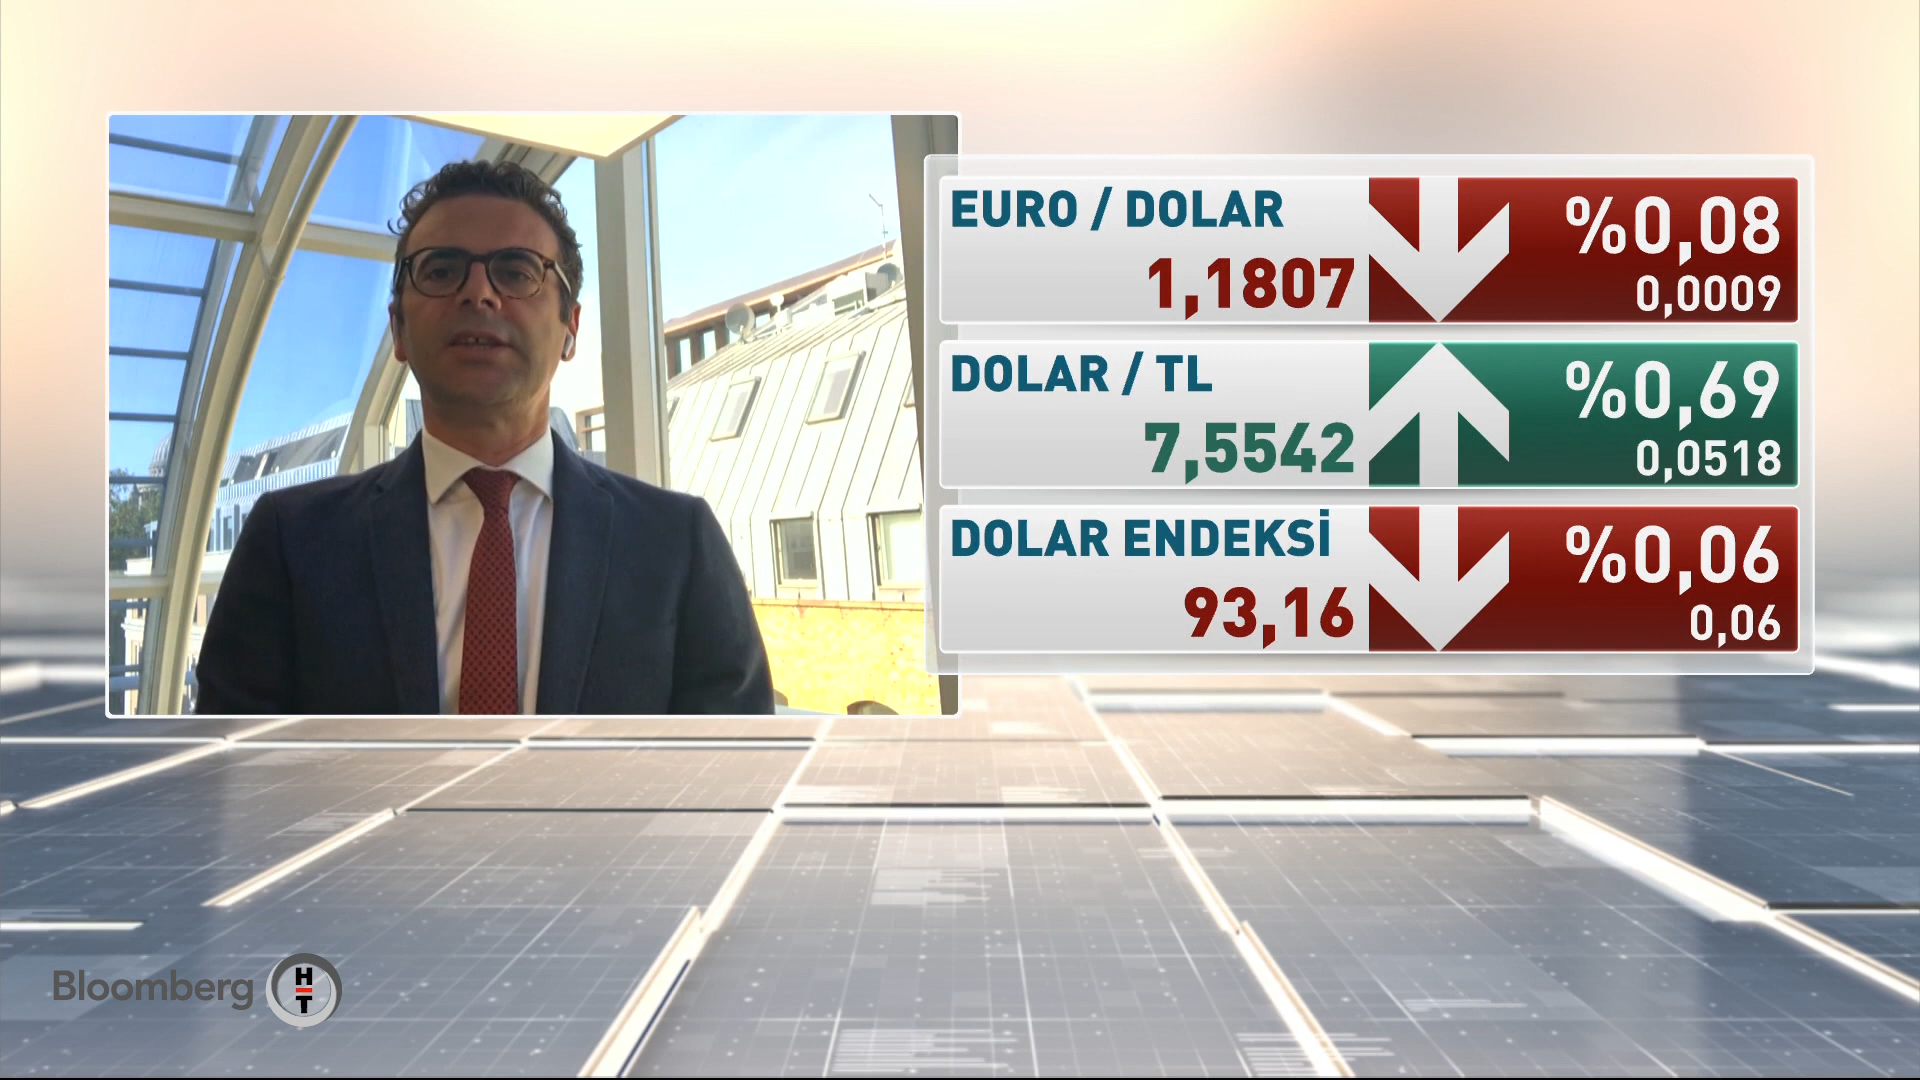 EURO / DOLAR
1,1807
%0,08
0,0009
DOLAR / TL
7,5542
%0,69
0,0518
DOLAR ENDEKSİ
93,16
%0,06
0,06
Bloomberg HT